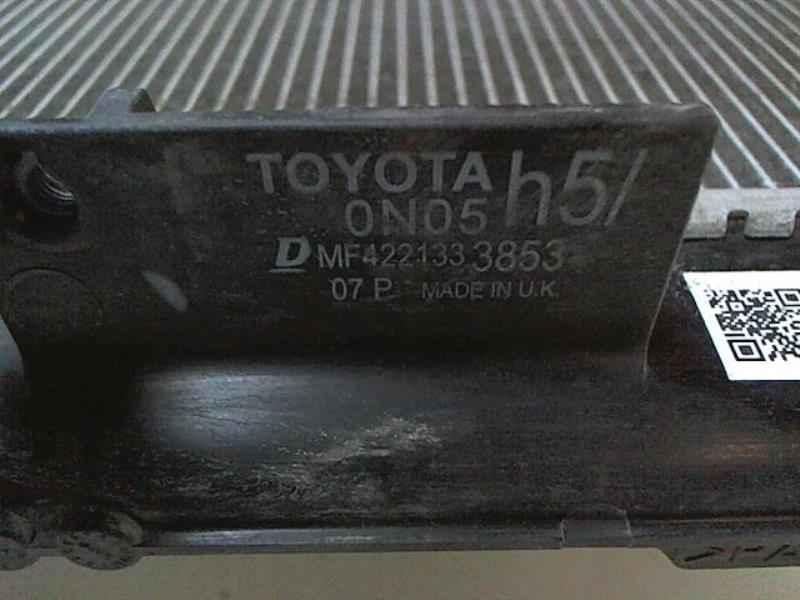 TOYOTA h5/
0N05
D MF422133 3853
07 P MADE IN U.K.